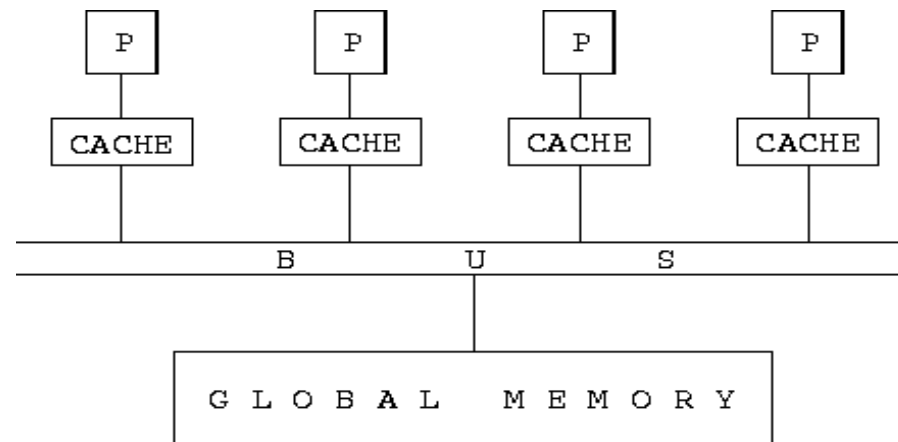 P P P P
CACHE CACHE CACHE CACHE
B U S
G L O B A L M E M O R Y